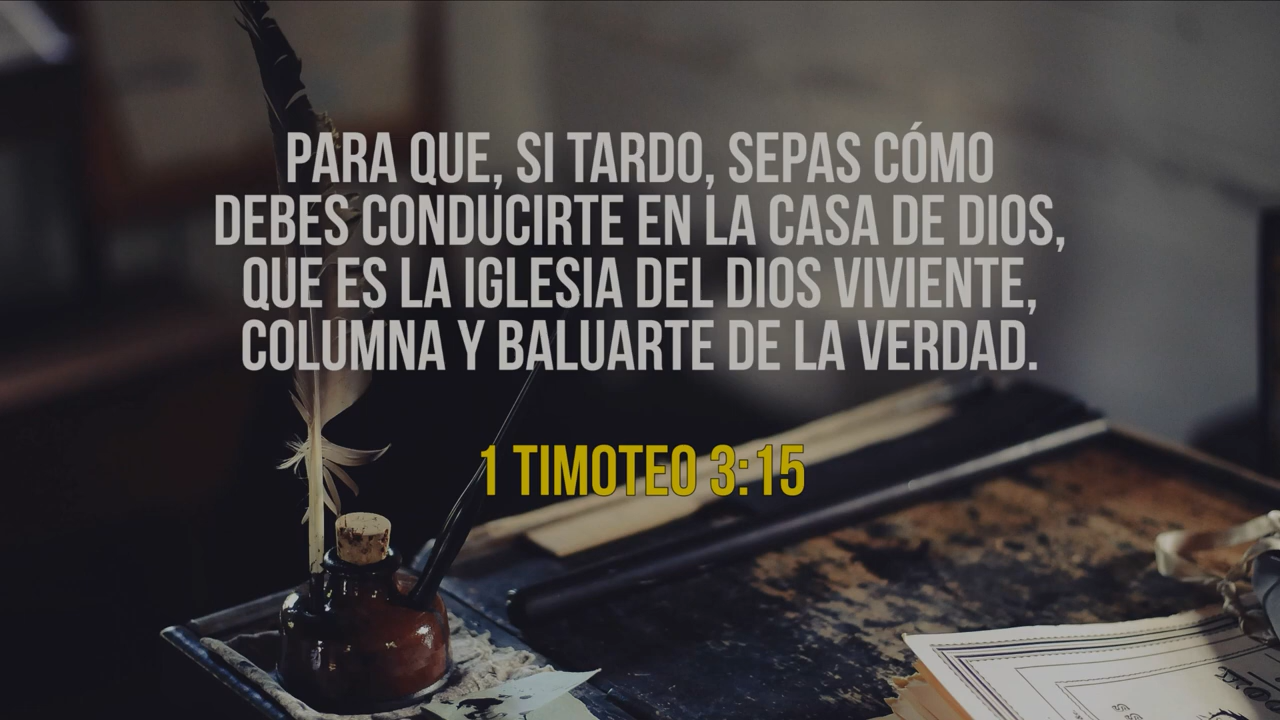 PARA QUE, SI TARDO, SEPAS CÓMO
DEBES CONDUCIRTE EN LA CASA DE DIOS,
QUE ES LA IGLESIA DEL DIOS VIVIENTE,
COLUMNA Y BALUARTE DE LA VERDAD.
1 TIMOTEO 3:15